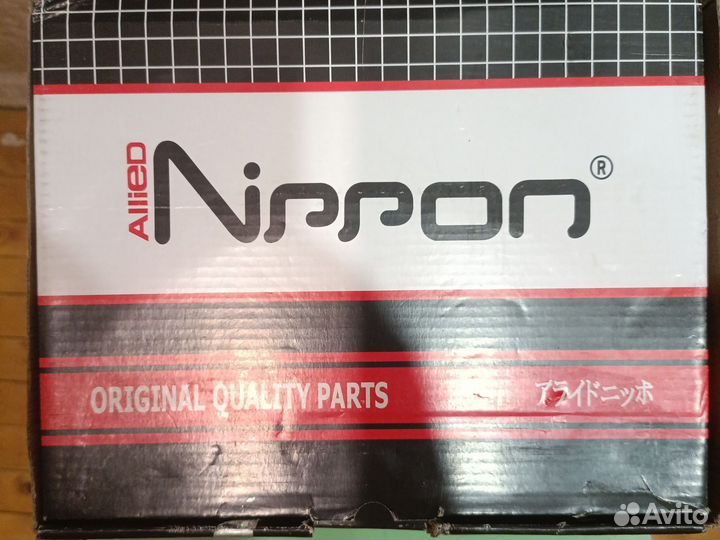 Allied
Nippon®
ORIGINAL QUALITY PARTS
アライドニッポ
Avito